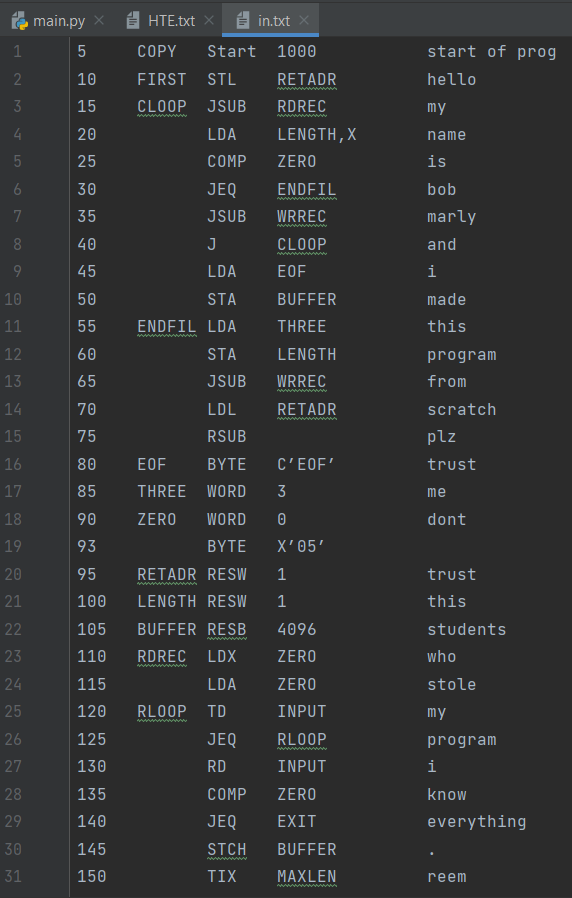 main.py HTE.txt in.txt
1 5 COPY Start 1000 start of prog
2 10 FIRST STL RETADR hello
3 15 CLOOP JSUB RDREC my
4 20 LDA LENGTH,X name
5 25 COMP ZERO is
6 30 JEQ ENDFIL bob
7 35 JSUB WRREC marly
8 40 J CLOOP and
9 45 LDA EOF i
10 50 STA BUFFER made
11 55 ENDFIL LDA THREE this
12 60 STA LENGTH program
13 65 JSUB WRREC from
14 70 LDL RETADR scratch
15 75 RSUB plz
16 80 EOF BYTE C’EOF’ trust
17 85 THREE WORD 3 me
18 90 ZERO WORD 0 dont
19 93 BYTE X’05’
20 95 RETADR RESW 1 trust
21 100 LENGTH RESW 1 this
22 105 BUFFER RESB 4096 students
23 110 RDREC LDX ZERO who
24 115 LDA ZERO stole
25 120 RLOOP TD INPUT my
26 125 JEQ RLOOP program
27 130 RD INPUT i
28 135 COMP ZERO know
29 140 JEQ EXIT everything
30 145 STCH BUFFER .
31 150 TIX MAXLEN reem